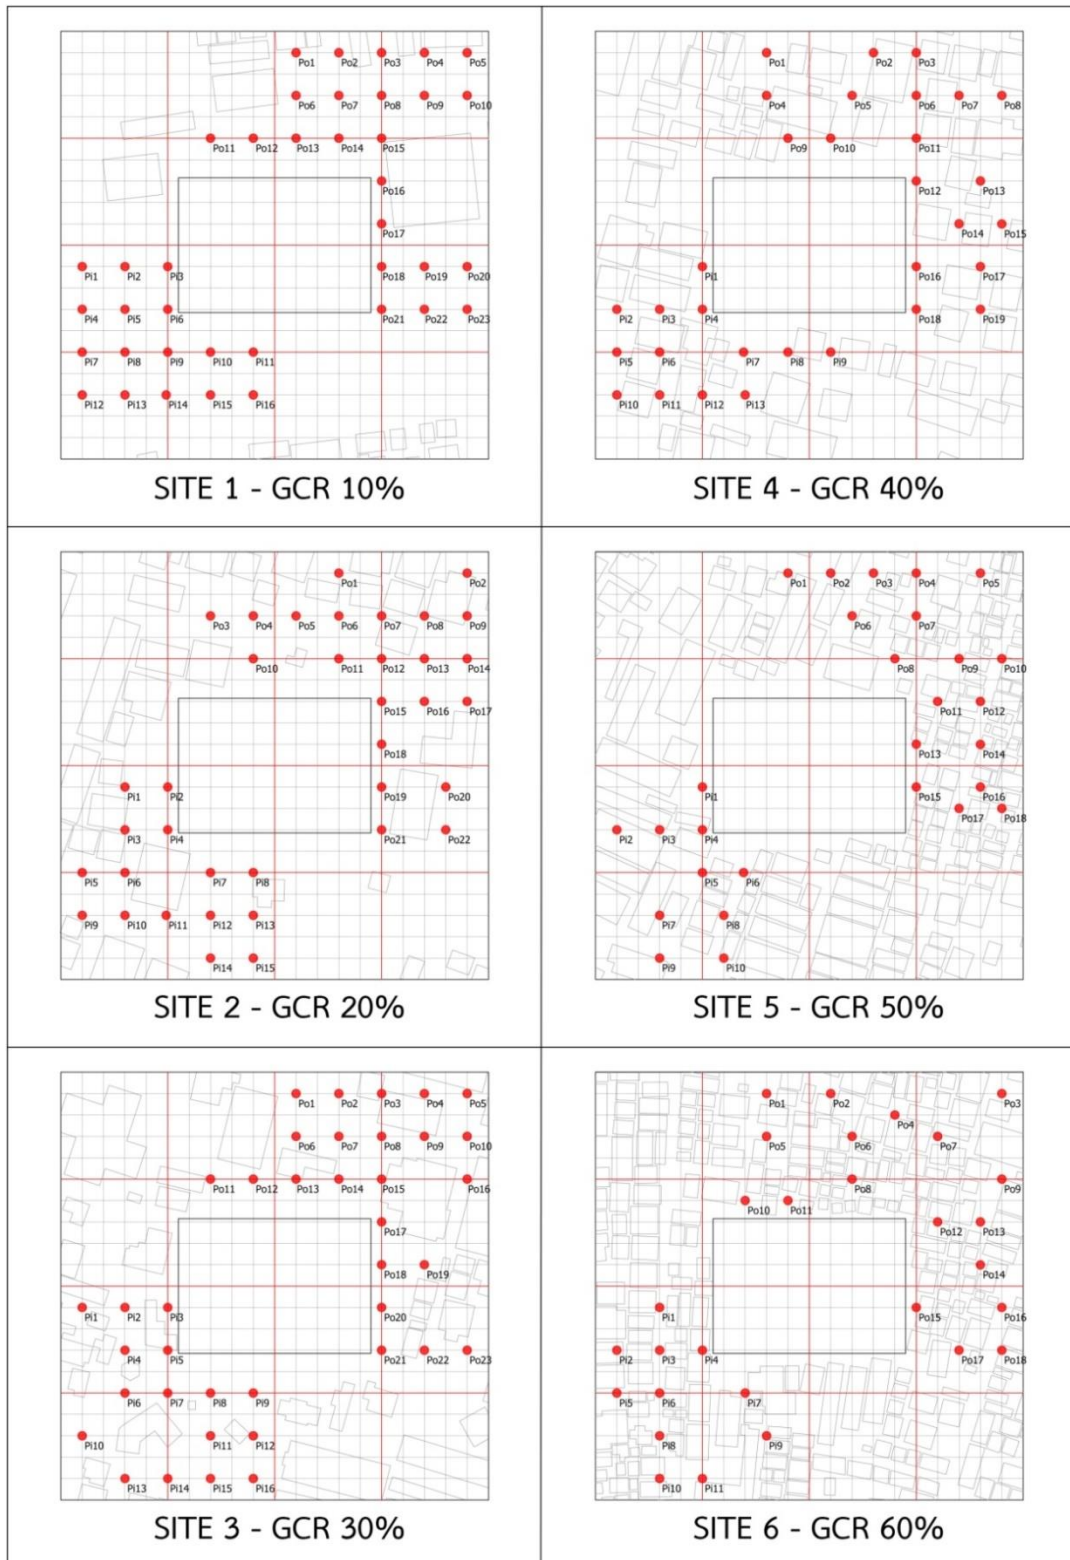 Po1 Po2 Po3 Po4 Po5
Po6 Po7 Po8 Po9 Po10
Po11 Po12 Po13 Po14 Po15
Po16
Po17
Pi1 Pi2 Pi3 Po18 Po19 Po20
Pi4 Pi5 Pi6 Po21 Po22 Po23
Pi7 Pi8 Pi9 Pi10 Pi11
Pi12 Pi13 Pi14 Pi15 Pi16
SITE 1 - GCR 10%
Po1 Po2 Po3
Po4 Po5 Po6 Po7 Po8
Po9 Po10 Po11
Po12 Po13
Po14 Po15
Pi1 Po16 Po17
Pi2 Pi3 Pi4 Po18 Po19
Pi5 Pi6 Pi7 Pi8 Pi9
Pi10 Pi11 Pi12 Pi13
SITE 4 - GCR 40%
Po1 Po2
Po3 Po4 Po5 Po6 Po7 Po8 Po9
Po10 Po11 Po12 Po13 Po14
Po15 Po16 Po17
Po18
Pi1 Pi2 Po19 Po20
Pi3 Pi4 Po21 Po22
Pi5 Pi6 Pi7 Pi8
Pi9 Pi10 Pi11 Pi12 Pi13
Pi14 Pi15
SITE 2 - GCR 20%
Po1 Po2 Po3 Po4 Po5
Po6 Po7
Po8 Po9 Po10
Po11 Po12
Po13 Po14
Pi1 Po15 Po16
Po17 Po18
Pi2 Pi3 Pi4
Pi5 Pi6
Pi7 Pi8
Pi9 Pi10
SITE 5 - GCR 50%
Po1 Po2 Po3 Po4 Po5
Po6 Po7 Po8 Po9 Po10
Po11 Po12 Po13 Po14 Po15 Po16
Po17
Po18 Po19
Pi1 Pi2 Pi3 Po20
Pi4 Pi5 Po21 Po22 Po23
Pi6 Pi7 Pi8 Pi9
Pi10 Pi11 Pi12
Pi13 Pi14 Pi15 Pi16
SITE 3 - GCR 30%
Po1 Po2 Po3
Po4
Po5 Po6 Po7
Po8 Po9
Po10 Po11
Po12 Po13
Po14
Pi1 Po15 Po16
Pi2 Pi3 Pi4 Po17 Po18
Pi5 Pi6 Pi7
Pi8 Pi9
Pi10 Pi11
SITE 6 - GCR 60%